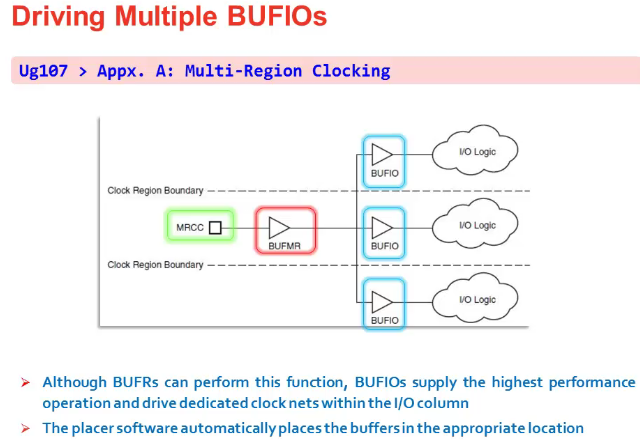 Driving Multiple BUFIOs
Ug107 > Appx. A: Multi-Region Clocking
I/O Logic
BUFIO
Clock Region Boundary
MRCC
BUFMR
I/O Logic
BUFIO
Clock Region Boundary
I/O Logic
BUFIO
Although BUFRs can perform this function, BUFIOs supply the highest performance
operation and drive dedicated clock nets within the I/O column
The placer software automatically places the buffers in the appropriate location